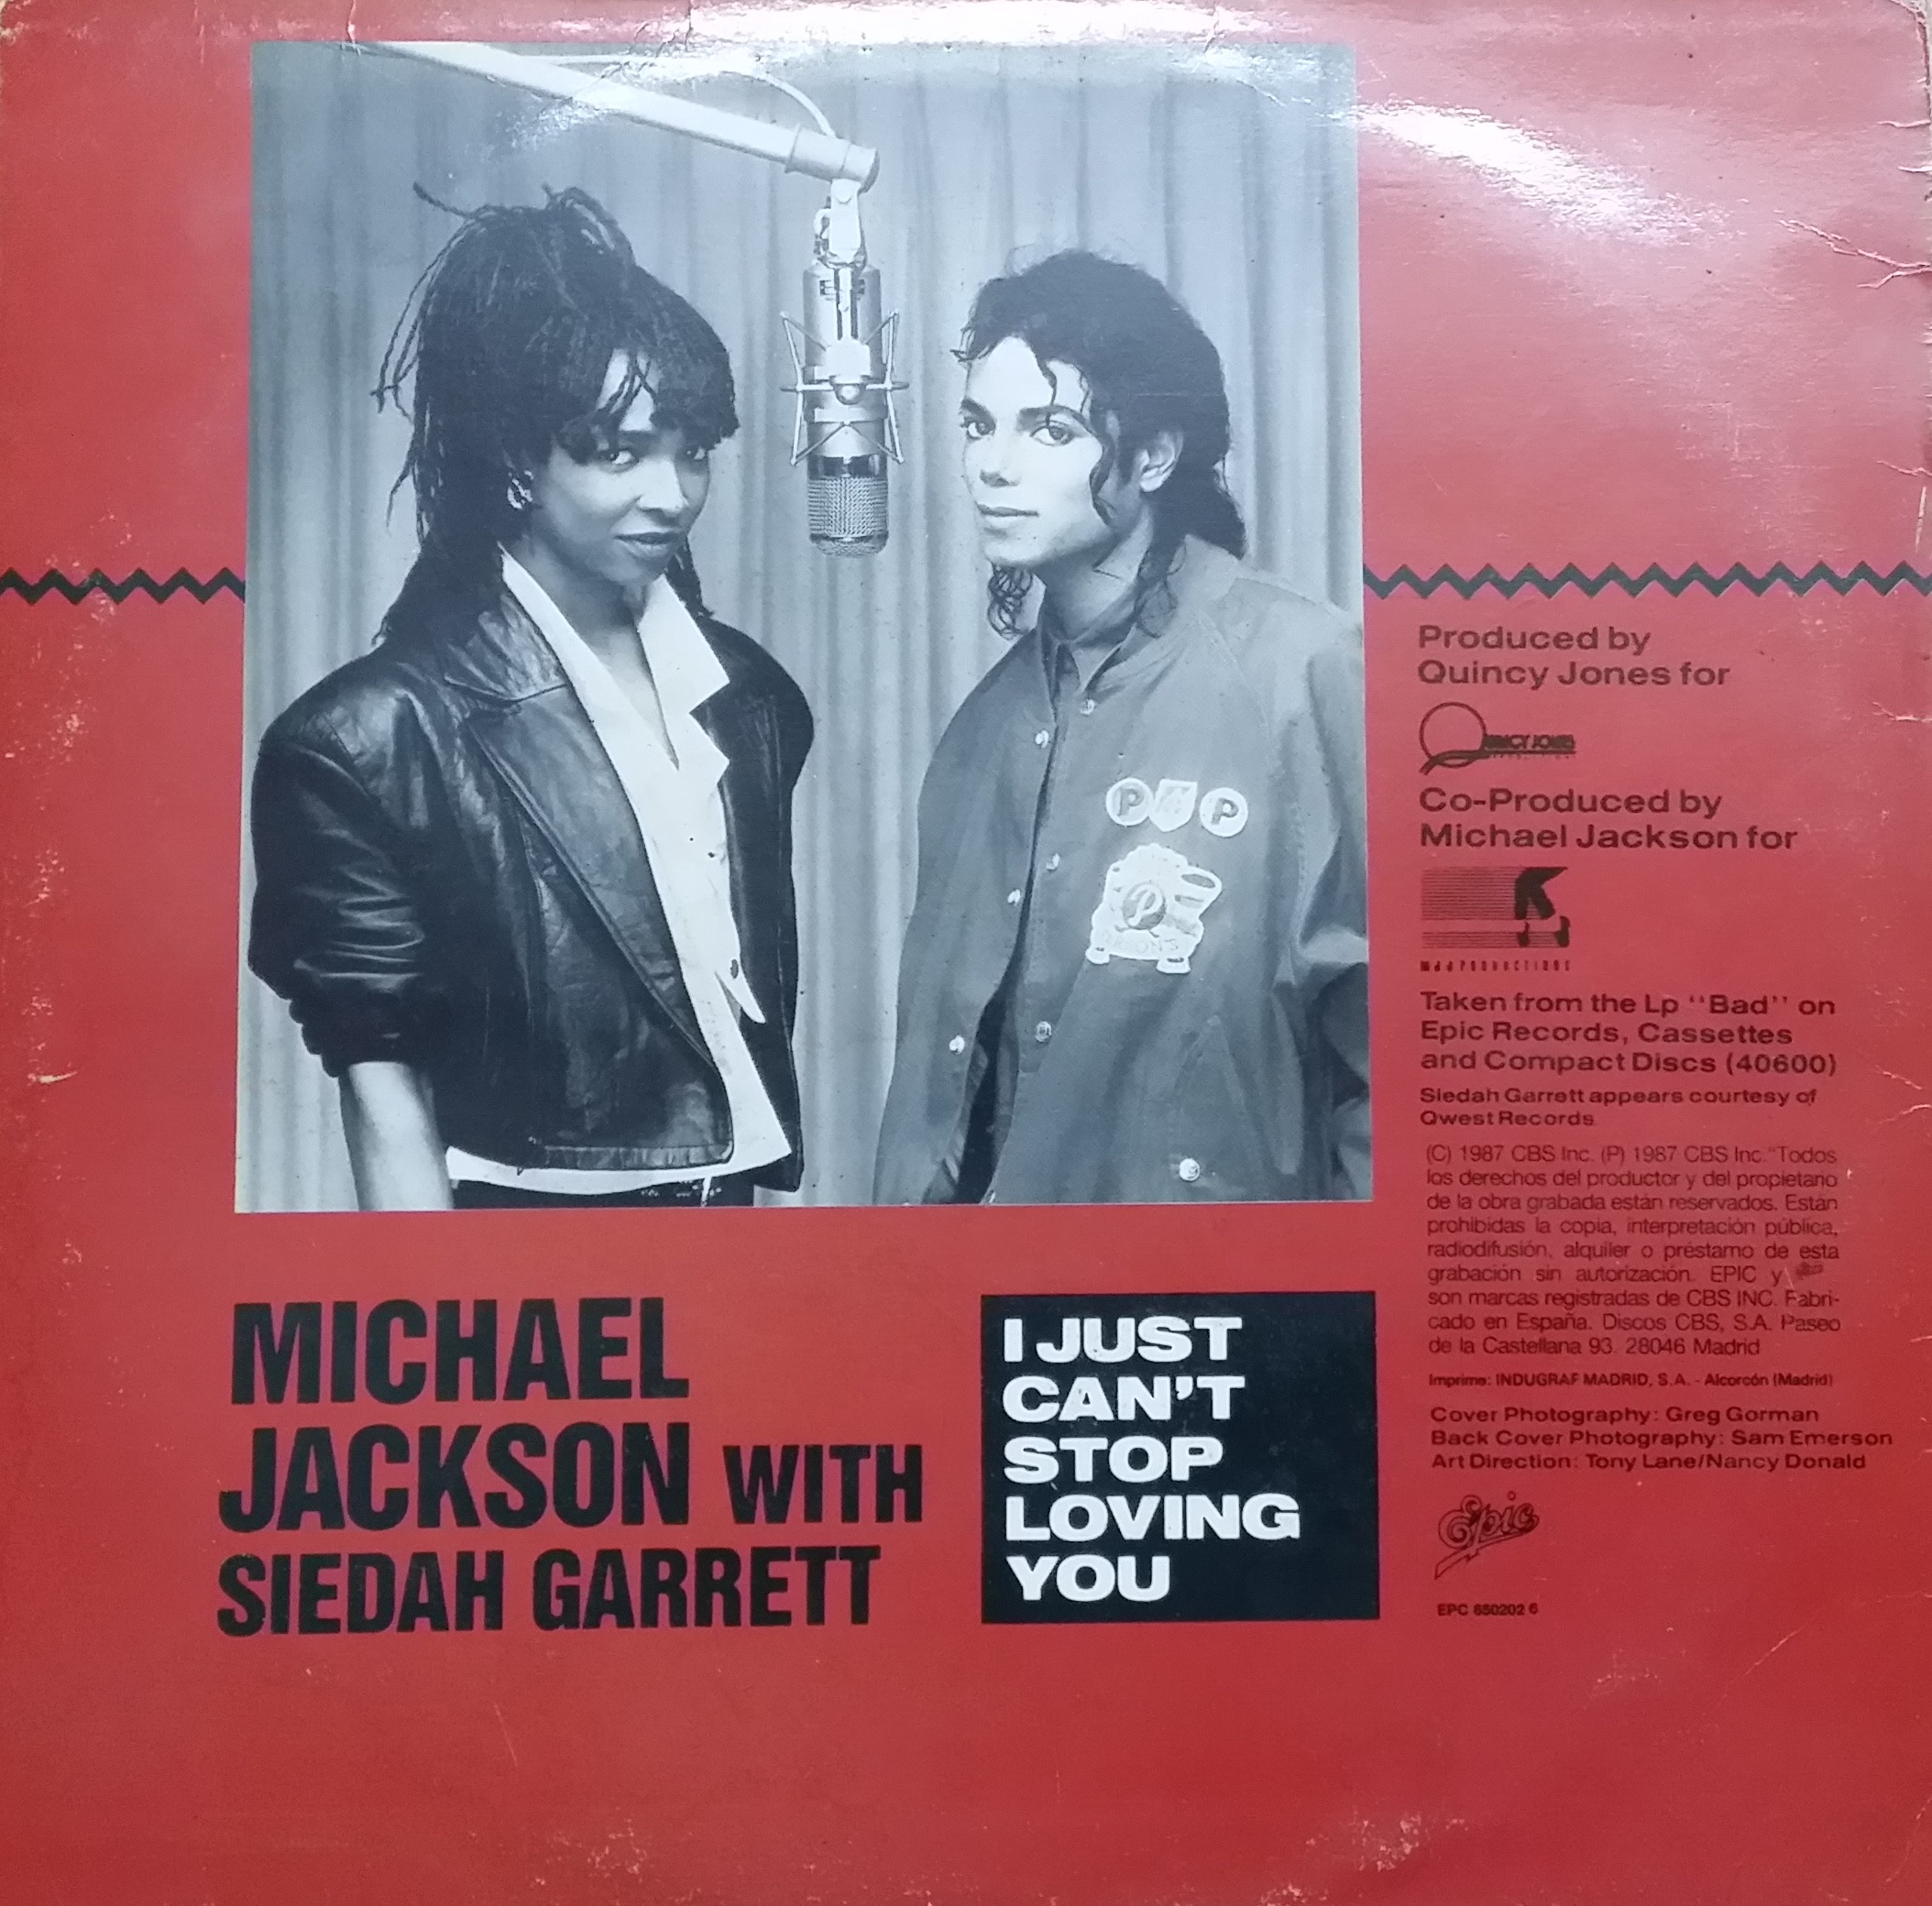 P & P
P
MICHAEL
JACKSON WITH
SIEDAH GARRETT
I JUST
CAN'T
STOP
LOVING
YOU
Produced by
Quincy Jones for
QUINCY JONES
Co-Produced by
Michael Jackson for
MJJ PRODUCTIONS
Taken from the Lp "Bad" on
Epic Records, Cassettes
and Compact Discs (40600)
Siedah Garrett appears courtesy of
Qwest Records
(C) 1987 CBS Inc. (P) 1987 CBS Inc. "Todos
los derechos del productor y del propietario
de la obra grabada están reservados. Están
prohibidas la copia, interpretación pública,
radiodifusión, alquiler o préstamo de esta
grabación sin autorización. EPIC y
son marcas registradas de CBS INC. Fabri-
cado en España. Discos CBS, S.A. Paseo
de la Castellana 93. 28046 Madrid
Imprime: INDUGRAF MADRID, S.A. - Alcorcón (Madrid)
Cover Photography: Greg Gorman
Back Cover Photography: Sam Emerson
Art Direction: Tony Lane/Nancy Donald
Epic
EPC 650202 6